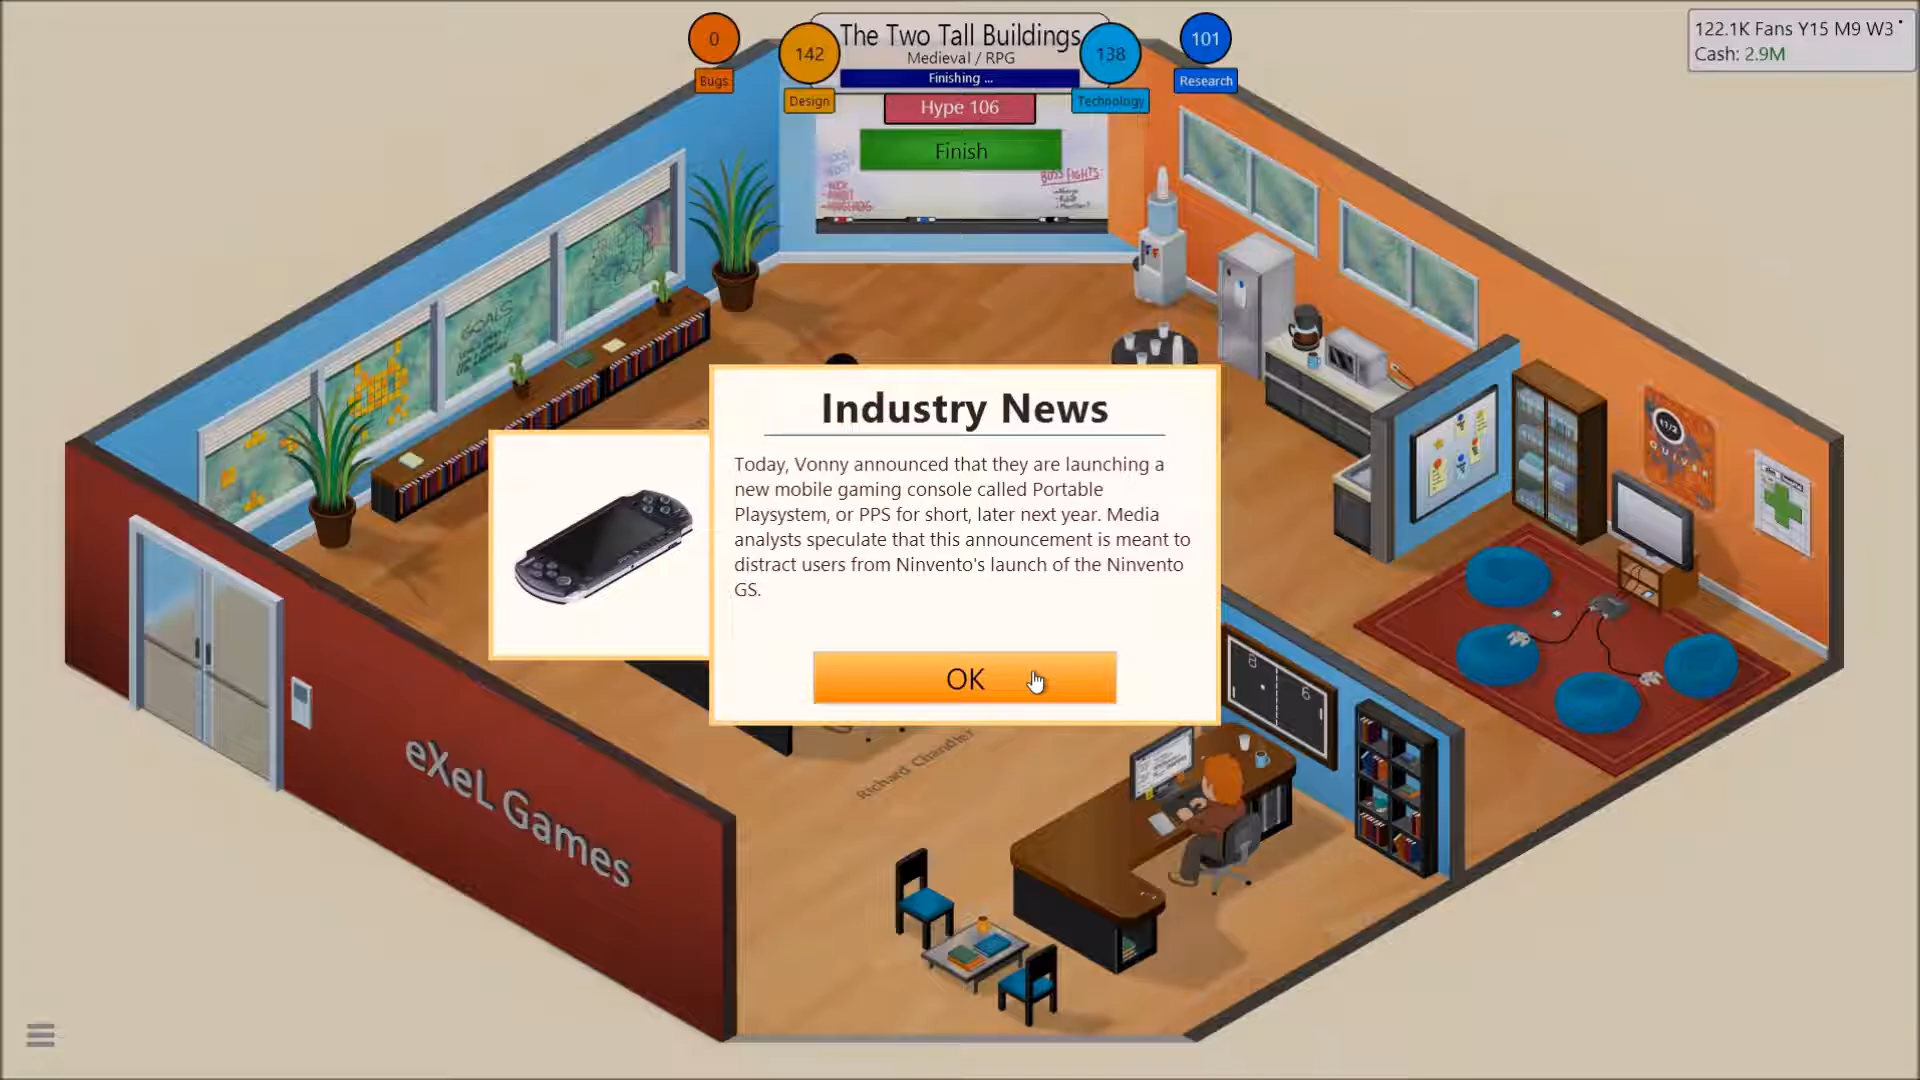 0
Bugs
142
Design
The Two Tall Buildings
Medieval / RPG
Finishing ...
Hype 106
Finish
138
Technology
101
Research
122.1K Fans Y15 M9 W3
Cash: 2.9M
BOSS FIGHTS:
GOALS
Industry News
Today, Vonny announced that they are launching a
new mobile gaming console called Portable
Playsystem, or PPS for short, later next year. Media
analysts speculate that this announcement is meant to
distract users from Ninvento's launch of the Ninvento
GS.
OK
Richard Chandler
eXeL Games